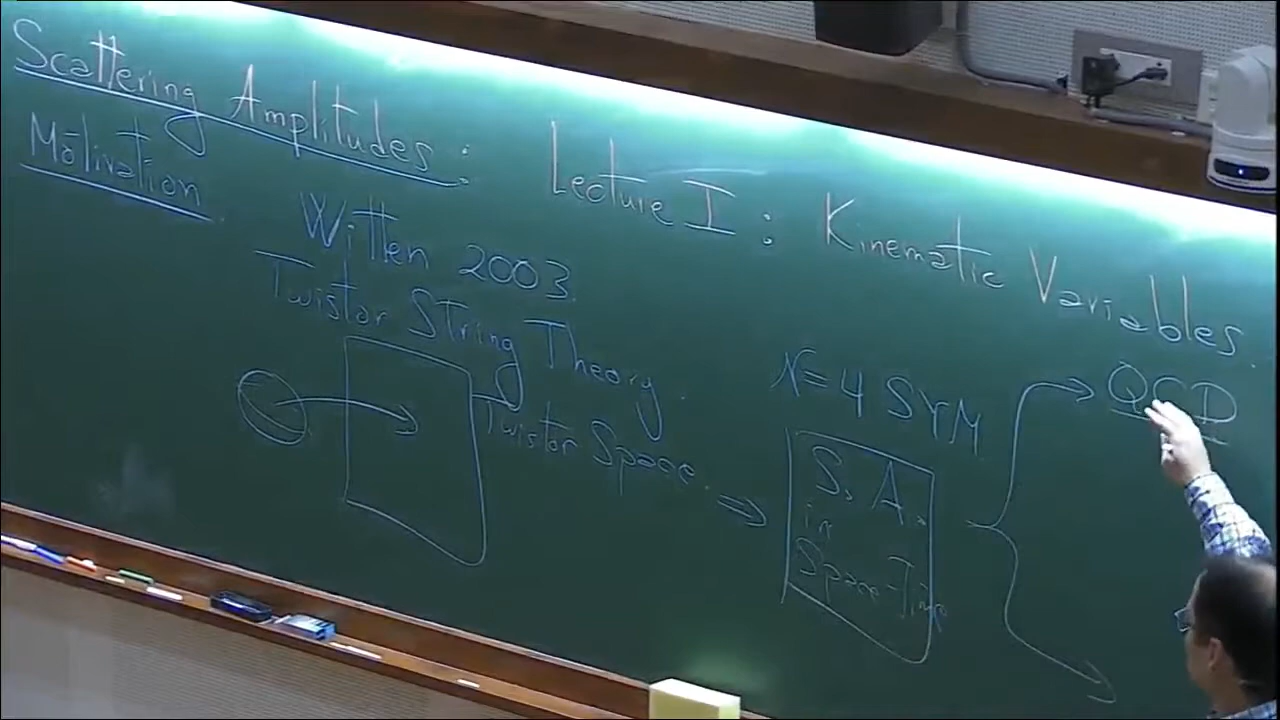 Scattering Amplitudes: Lecture I: Kinematic Variables.
Motivation
Witten 2003.
Twistor String Theory
Twistor Space
N=4 SYM
S.A.
in
Space-Time
QCD